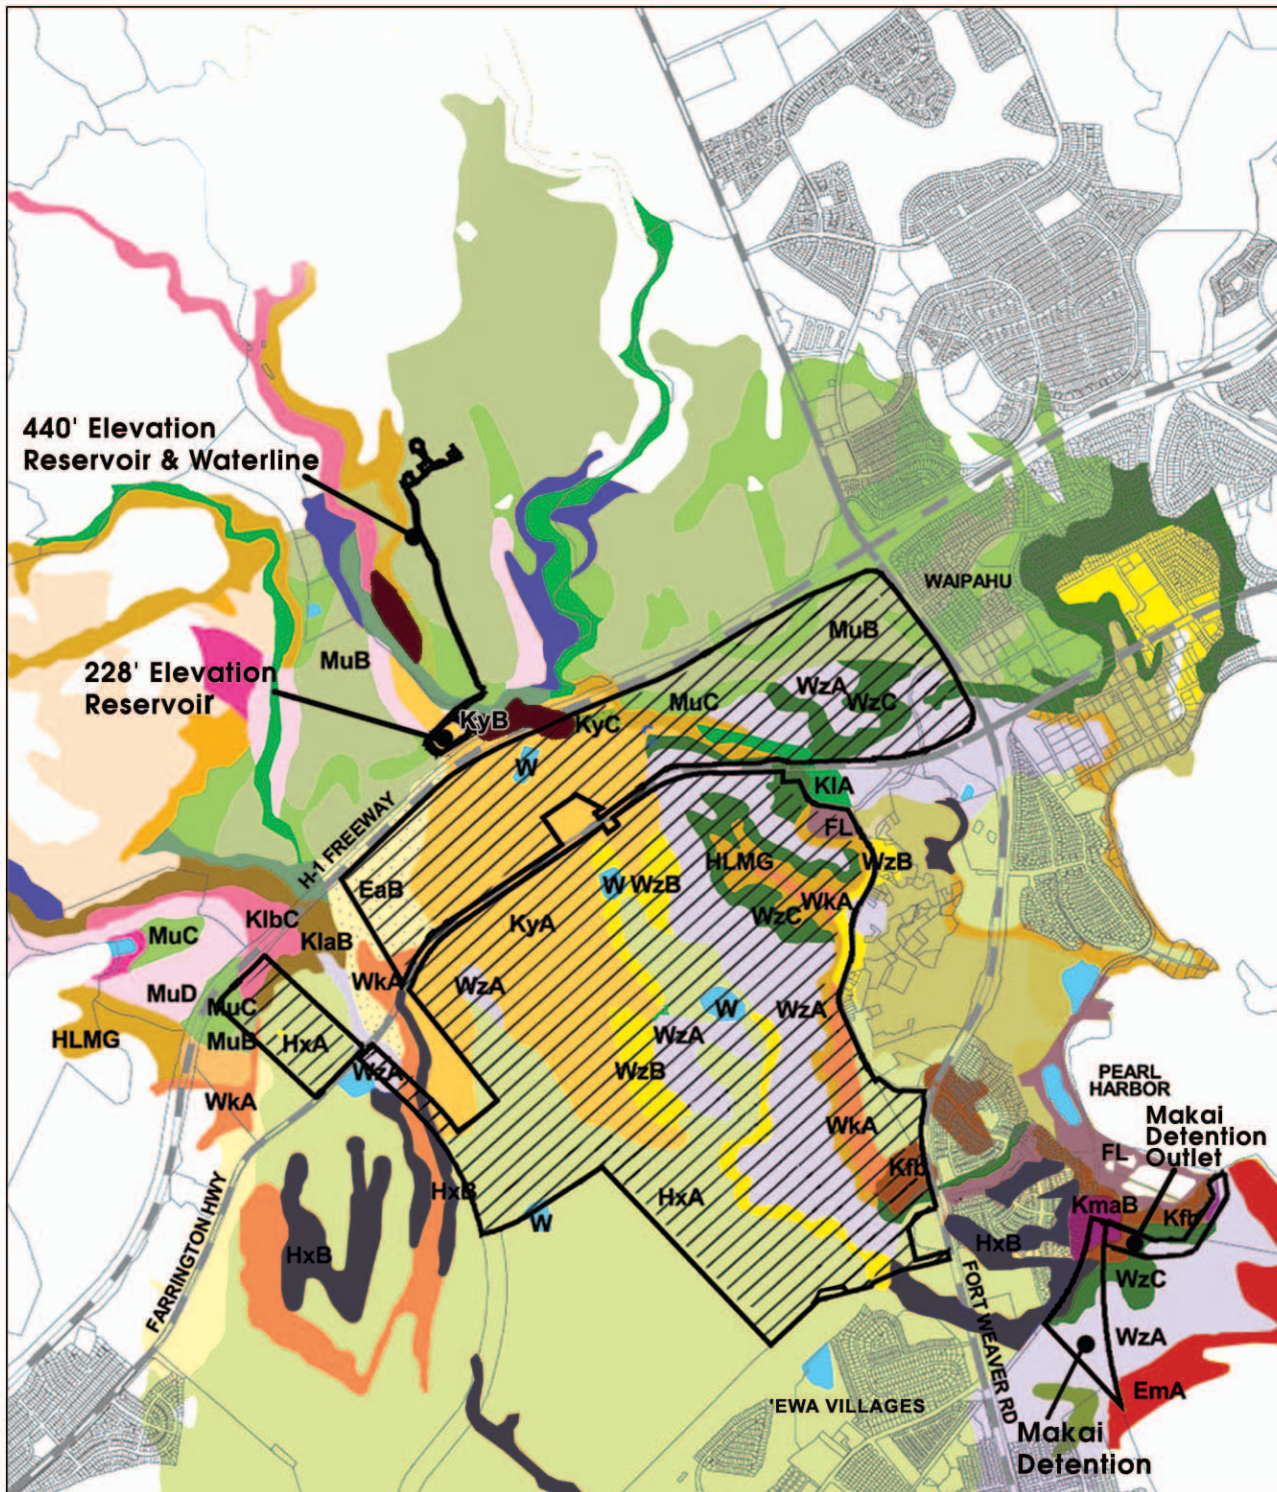 440' Elevation
Reservoir & Waterline
WAIPAHU
MuB
MuB
228' Elevation
Reservoir
WzA
WzC
MuC
KyB
KyC
W
KlA
H-1 FREEWAY
FL
HLMG
WzB
EaB
W
WzB
WkA
WzC
KlbC
KyA
MuC
KlaB
WkA
WzA
MuD
MuC
W
WzA
WzA
HLMG
MuB
HxA
WzA
WzB
PEARL
HARBOR
WkA
Makai
Detention
Outlet
WkA
FL
Kfb
HxB
HxA
KmaB
Kfb
W
HxB
HxB
FARRINGTON HWY
WzC
FORT WEAVER RD
WzA
EmA
'EWA VILLAGES
Makai
Detention